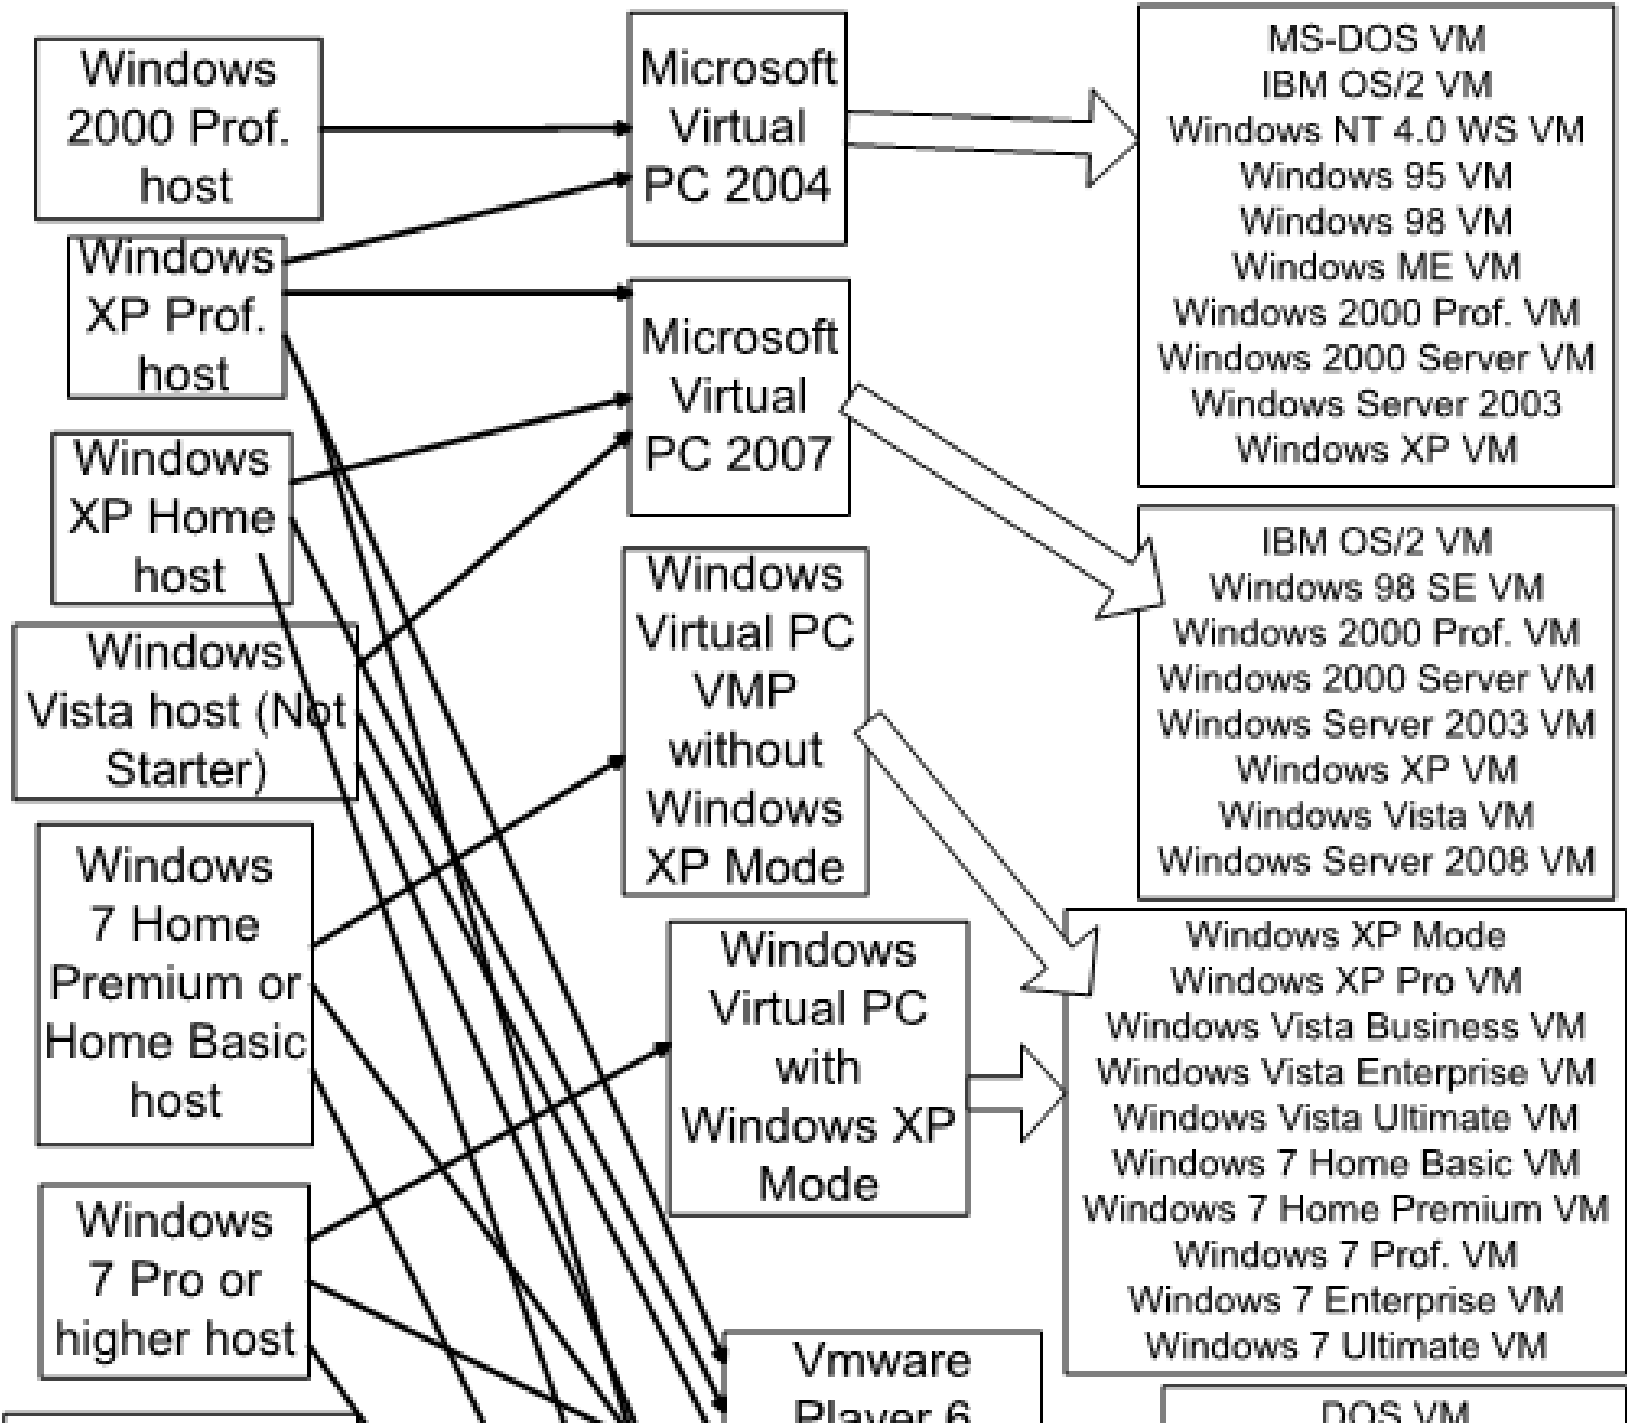 Windows
2000 Prof.
host
Windows
XP Prof.
host
Windows
XP Home
host
Windows
Vista host (Not
Starter)
Windows
7 Home
Premium or
Home Basic
host
Windows
7 Pro or
higher host
Microsoft
Virtual
PC 2004
Microsoft
Virtual
PC 2007
Windows
Virtual PC
VMP
without
Windows
XP Mode
Windows
Virtual PC
with
Windows XP
Mode
Vmware
Player 6
MS-DOS VM
IBM OS/2 VM
Windows NT 4.0 WS VM
Windows 95 VM
Windows 98 VM
Windows ME VM
Windows 2000 Prof. VM
Windows 2000 Server VM
Windows Server 2003
Windows XP VM
IBM OS/2 VM
Windows 98 SE VM
Windows 2000 Prof. VM
Windows 2000 Server VM
Windows Server 2003 VM
Windows XP VM
Windows Vista VM
Windows Server 2008 VM
Windows XP Mode
Windows XP Pro VM
Windows Vista Business VM
Windows Vista Enterprise VM
Windows Vista Ultimate VM
Windows 7 Home Basic VM
Windows 7 Home Premium VM
Windows 7 Prof. VM
Windows 7 Enterprise VM
Windows 7 Ultimate VM
DOS VM